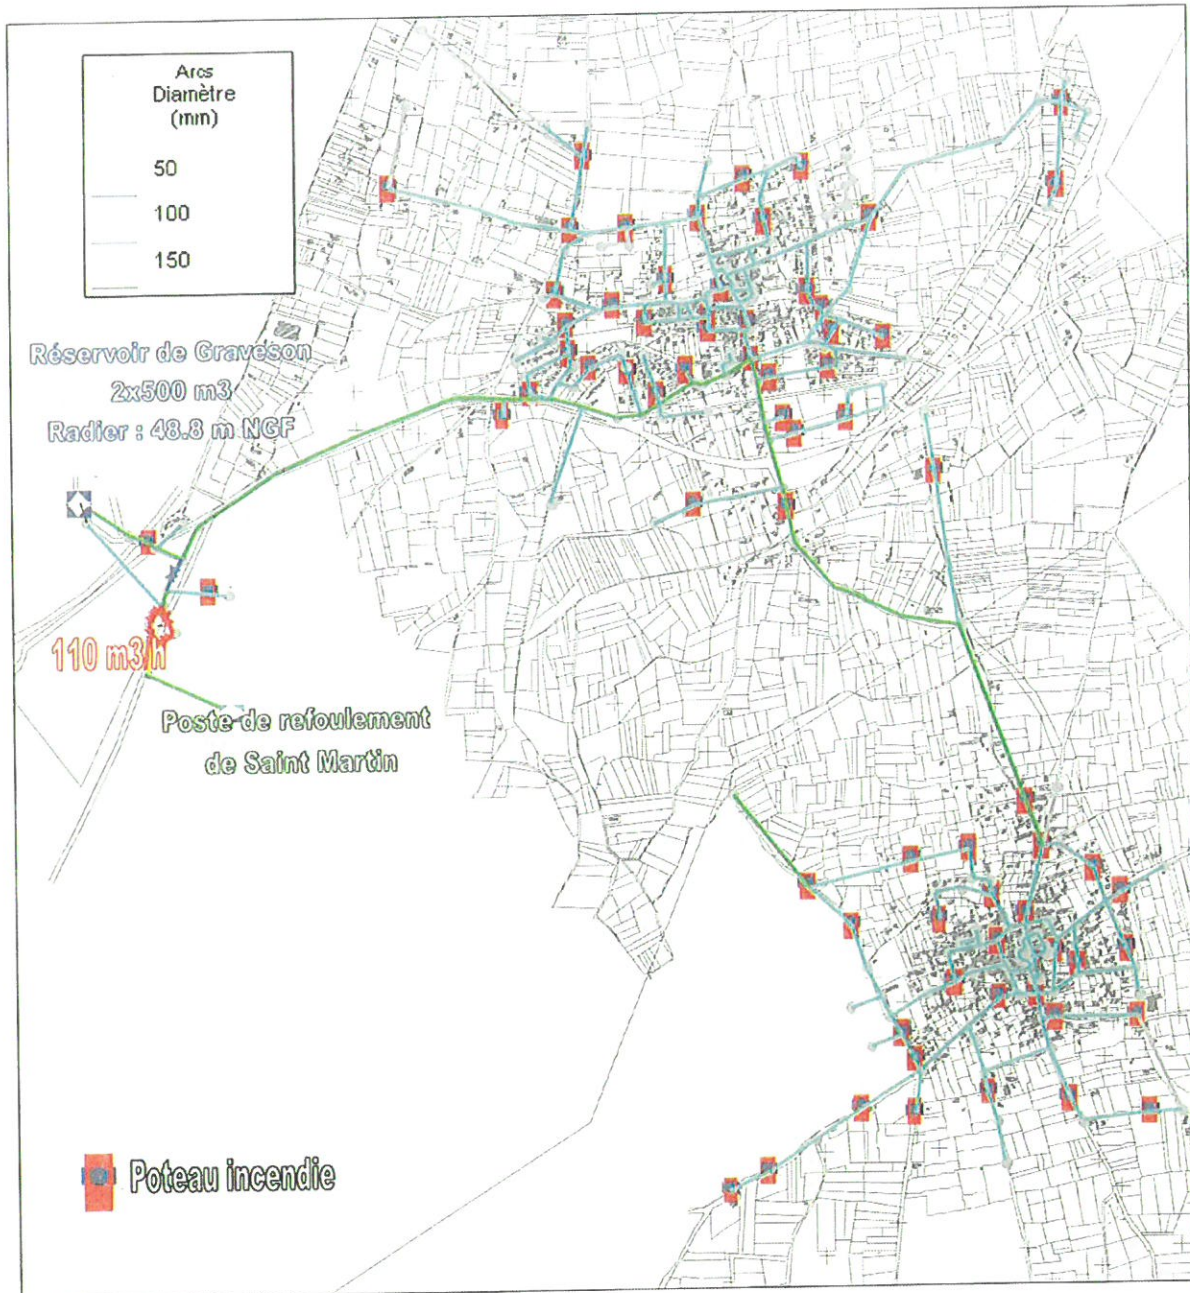 Arcs
Diamètre
(mm)
50
100
150
Réservoir de Graveson
2x500 m3
Radier : 48.8 m NGF
110 m3/h
Poste de refoulement
de Saint Martin
Poteau incendie